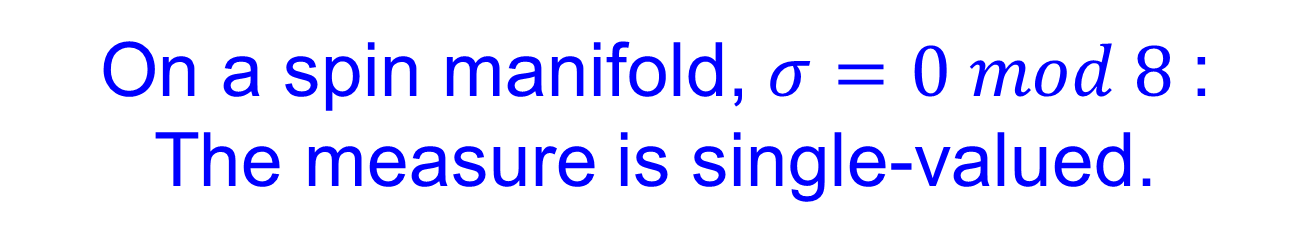 On a spin manifold, σ = 0 mod 8 :
The measure is single-valued.